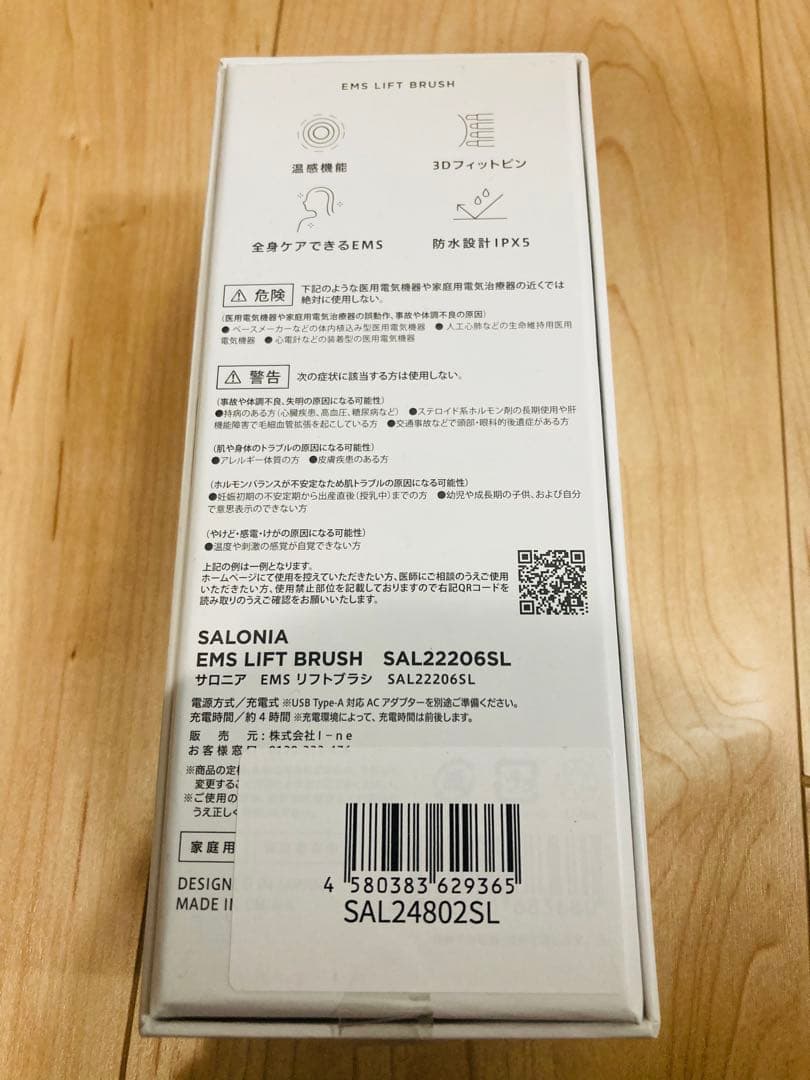 EMS LIFT BRUSH
温感機能
3Dフィットピン
全身ケアできるEMS
防水設計IPX5
⚠ 危険
下記のような医用電気機器や家庭用電気治療器の近くでは
絶対に使用しない。
(医用電気機器や家庭用電気治療器の誤動作、事故や体調不良の原因)
●ペースメーカーなどの体内植込み型医用電気機器 ●人工心肺などの生命維持用医用
電気機器 ●心電計などの装着型の医用電気機器
⚠ 警告
次の症状に該当する方は使用しない。
(事故や体調不良、失明の原因になる可能性)
●持病のある方(心臓疾患、高血圧、糖尿病など) ●ステロイド系ホルモン剤の長期使用や肝
機能障害で毛細血管拡張を起こしている方 ●交通事故などで頭部・眼科的後遺症がある方
(肌や身体のトラブルの原因になる可能性)
●アレルギー体質の方 ●皮膚疾患のある方
(ホルモンバランスが不安定なため肌トラブルの原因になる可能性)
●妊娠初期の不安定期から出産直後(授乳中)までの方 ●幼児や成長期の子供、および自分
で意思表示のできない方
(やけど・感電・けがの原因になる可能性)
●温度や刺激の感覚が自覚できない方
上記の例は一例となります。
ホームページにて使用を控えていただきたい方、医師にご相談のうえご使用
いただきたい方、使用禁止部位を記載しておりますので右記QRコードを
読み取りのうえご確認をお願いいたします。
SALONIA
EMS LIFT BRUSH SAL22206SL
サロニア EMS リフトブラシ SAL22206SL
電源方式/充電式 ※USB Type-A 対応 AC アダプターを別途ご準備ください。
充電時間/約4時間 ※充電環境によって、充電時間は前後します。
販売元:株式会社I-ne
お客様窓
※商品の定
変更する
※ご使用の
うえ正しく
家庭用
DESIGN
MADE I
4 580383 629365
SAL24802SL